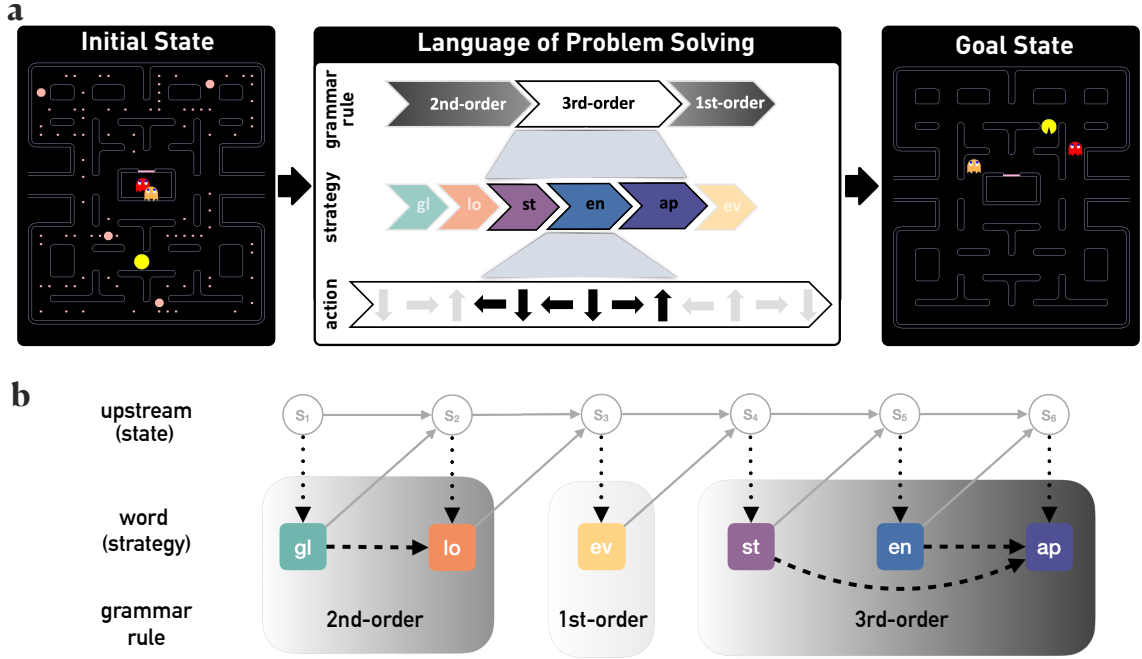 a
Initial State
Language of Problem Solving
Goal State
grammar
rule
2nd-order
3rd-order
1st-order
strategy
gl
lo
st
en
ap
ev
action
b
upstream
(state)
S₁
S₂
S₃
S₄
S₅
S₆
word
(strategy)
gl
lo
ev
st
en
ap
grammar
rule
2nd-order
1st-order
3rd-order